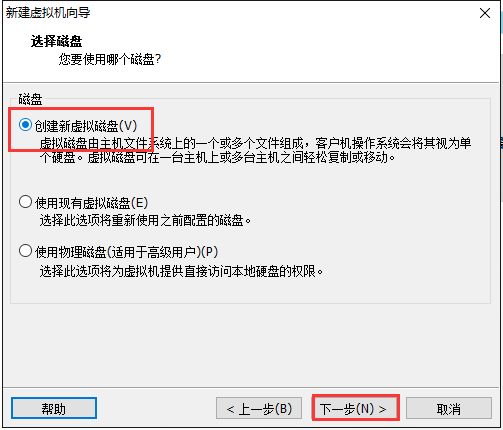 新建虚拟机向导
选择磁盘
您要使用哪个磁盘?
磁盘
创建新虚拟磁盘(V)
虚拟磁盘由主机文件系统上的一个或多个文件组成，客户机操作系统会将其视为单
个硬盘。虚拟磁盘可在一台主机上或多台主机之间轻松复制或移动。
使用现有虚拟磁盘(E)
选择此选项将重新使用之前配置的磁盘。
使用物理磁盘(适用于高级用户)(P)
选择此选项将为虚拟机提供直接访问本地硬盘的权限。
帮助
< 上一步(B)
下一步(N) >
取消